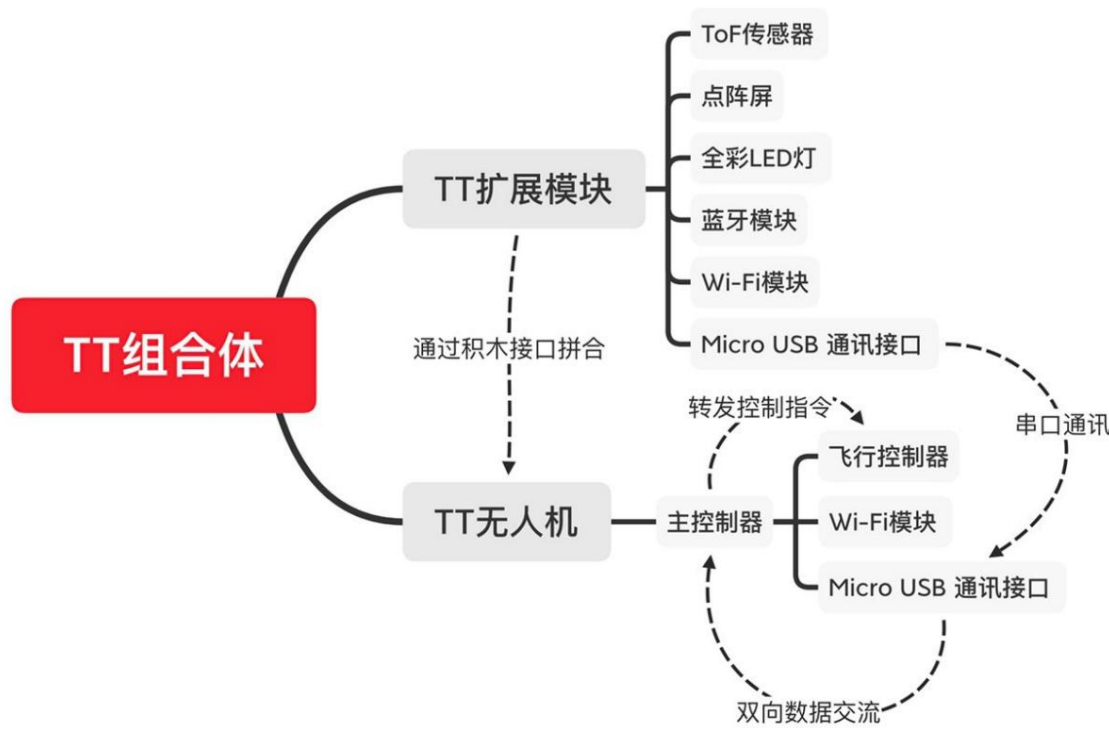 ToF传感器
点阵屏
全彩LED灯
TT扩展模块
蓝牙模块
Wi-Fi模块
TT组合体
通过积木接口拼合
Micro USB 通讯接口
转发控制指令
串口通讯
飞行控制器
TT无人机
主控制器
Wi-Fi模块
Micro USB 通讯接口
双向数据交流